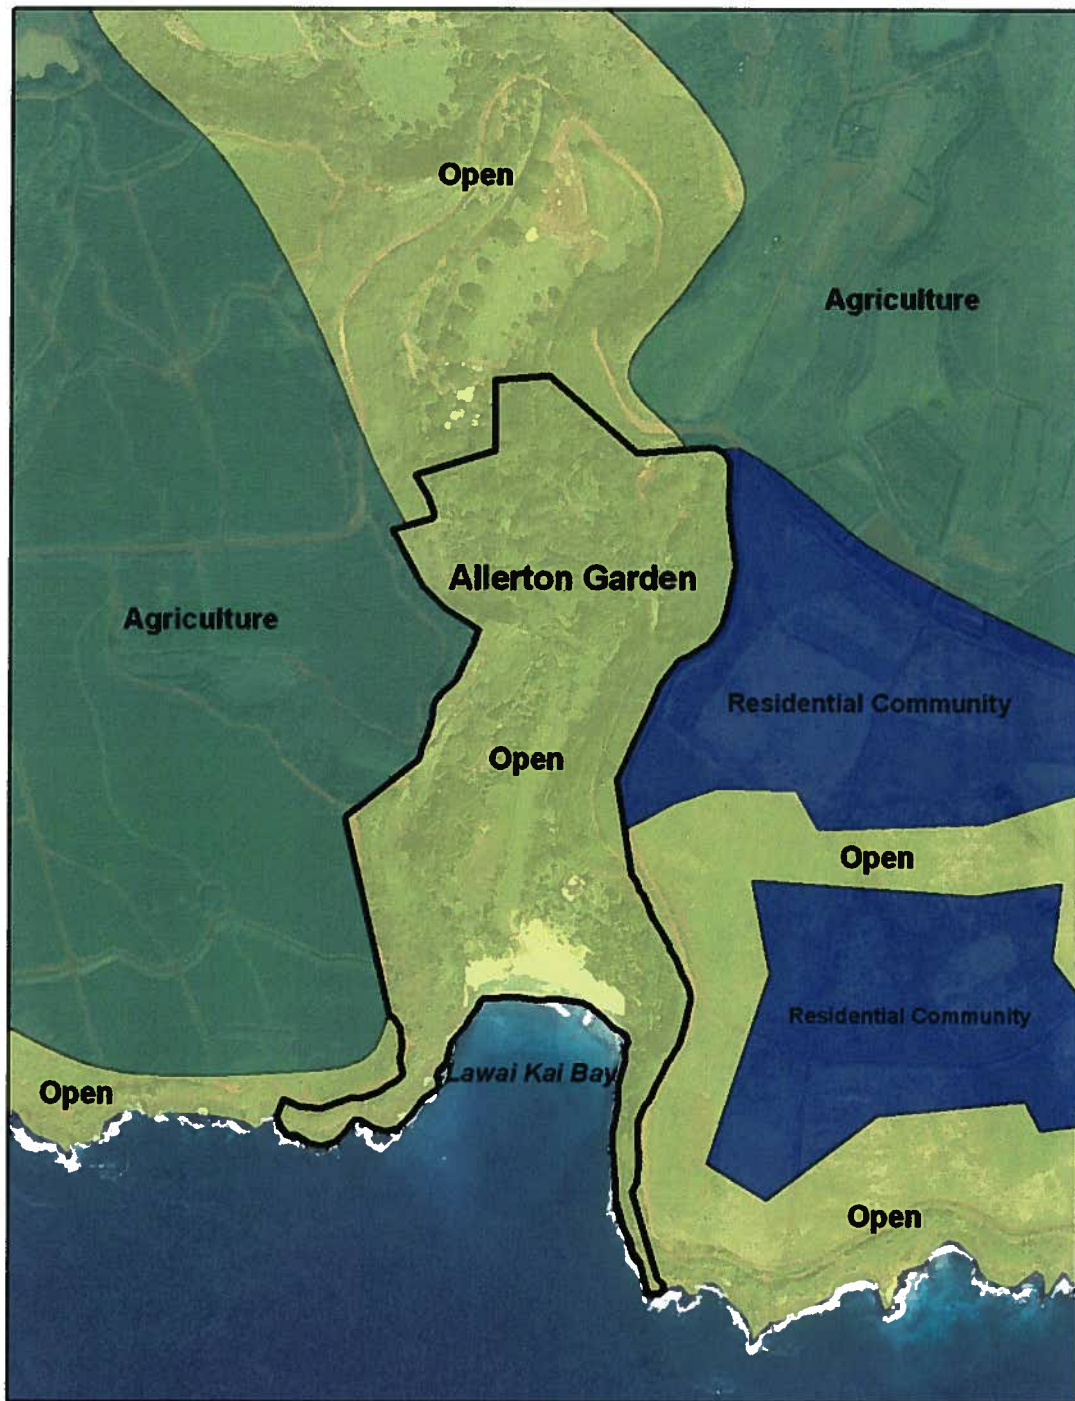 Open
Agriculture
Allerton Garden
Agriculture
Residential Community
Open
Open
Residential Community
Lawai Kai Bay
Open
Open